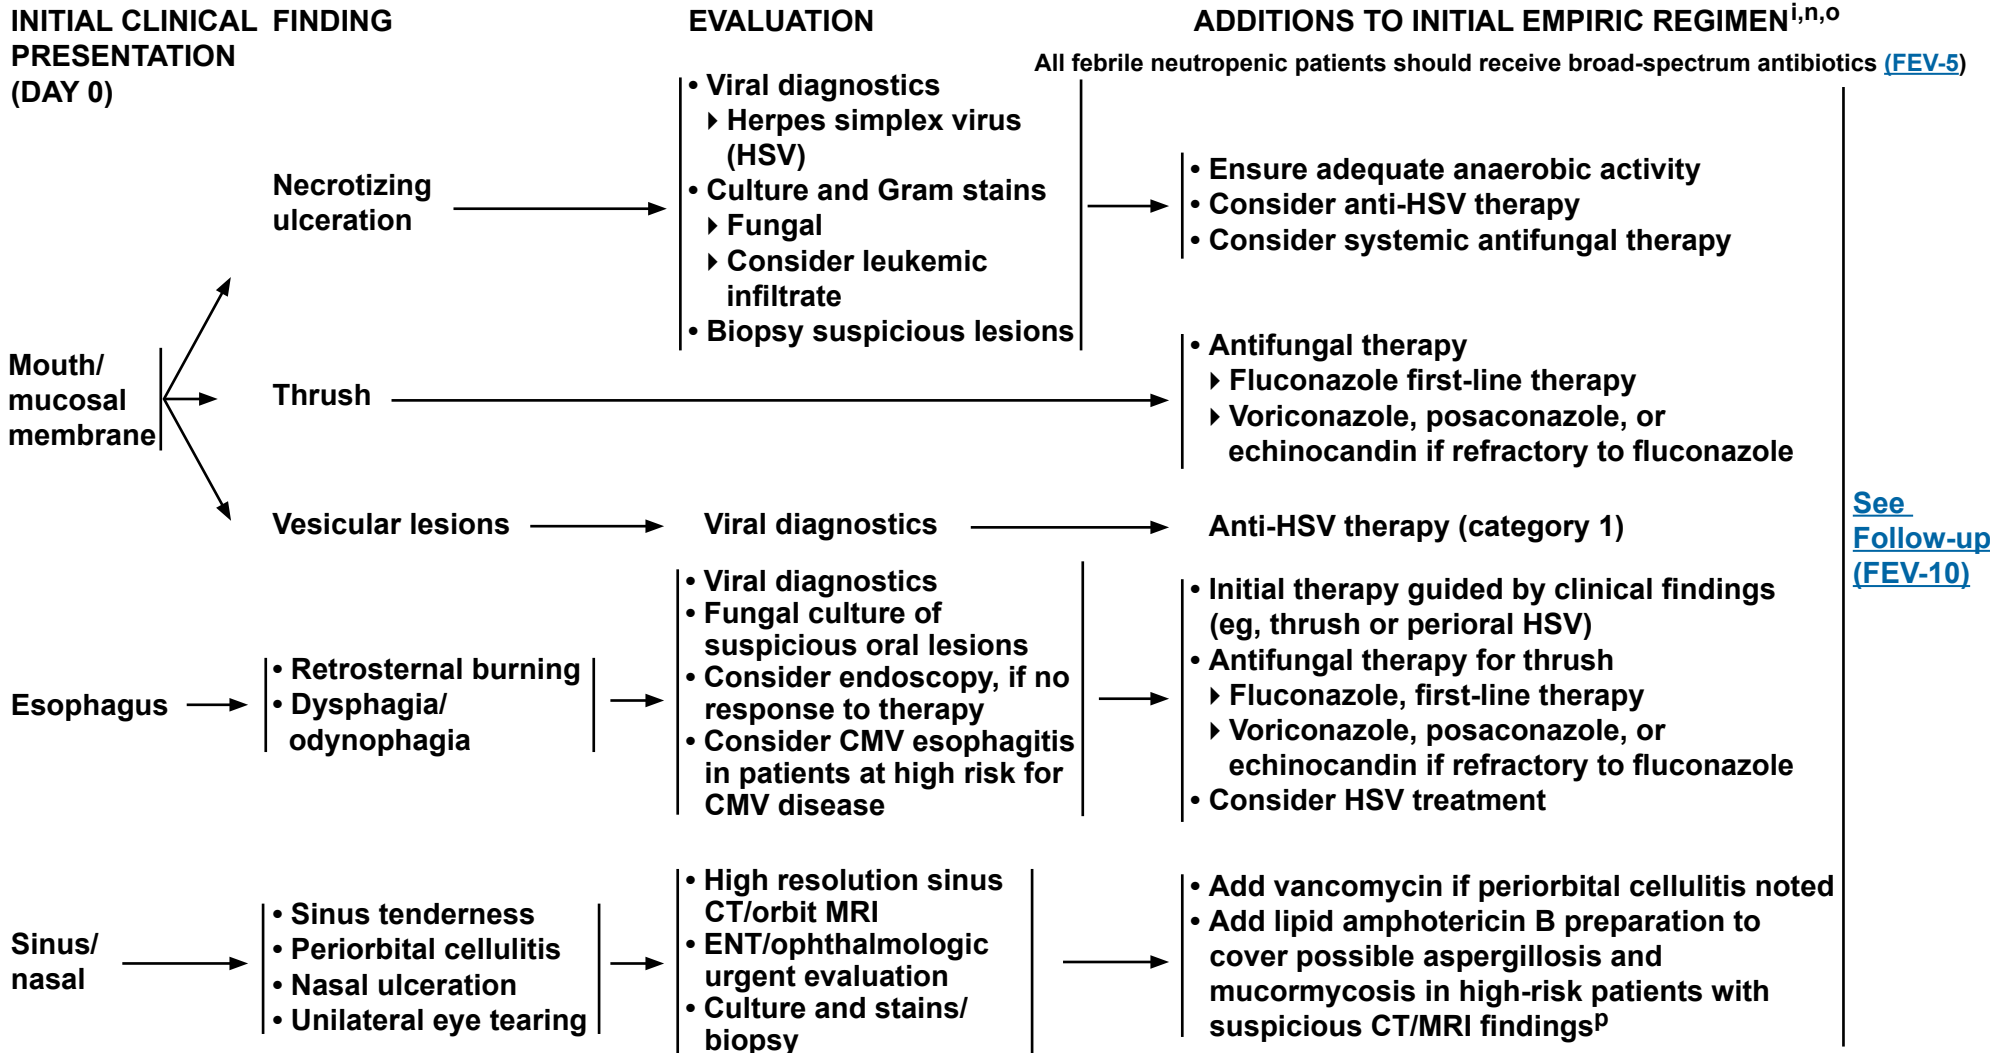 INITIAL CLINICAL
PRESENTATION
(DAY 0)
FINDING
EVALUATION
ADDITIONS TO INITIAL EMPIRIC REGIMENi,n,o
All febrile neutropenic patients should receive broad-spectrum antibiotics (FEV-5)
Mouth/
mucosal
membrane
Necrotizing
ulceration
• Viral diagnostics
‣ Herpes simplex virus
(HSV)
• Culture and Gram stains
‣ Fungal
‣ Consider leukemic
infiltrate
• Biopsy suspicious lesions
• Ensure adequate anaerobic activity
• Consider anti-HSV therapy
• Consider systemic antifungal therapy
Thrush
• Antifungal therapy
‣ Fluconazole first-line therapy
‣ Voriconazole, posaconazole, or
echinocandin if refractory to fluconazole
Vesicular lesions
Viral diagnostics
Anti-HSV therapy (category 1)
Esophagus
• Retrosternal burning
• Dysphagia/
odynophagia
• Viral diagnostics
• Fungal culture of
suspicious oral lesions
• Consider endoscopy, if no
response to therapy
• Consider CMV esophagitis
in patients at high risk for
CMV disease
• Initial therapy guided by clinical findings
(eg, thrush or perioral HSV)
• Antifungal therapy for thrush
‣ Fluconazole, first-line therapy
‣ Voriconazole, posaconazole, or
echinocandin if refractory to fluconazole
• Consider HSV treatment
Sinus/
nasal
• Sinus tenderness
• Periorbital cellulitis
• Nasal ulceration
• Unilateral eye tearing
• High resolution sinus
CT/orbit MRI
• ENT/ophthalmologic
urgent evaluation
• Culture and stains/
biopsy
• Add vancomycin if periorbital cellulitis noted
• Add lipid amphotericin B preparation to
cover possible aspergillosis and
mucormycosis in high-risk patients with
suspicious CT/MRI findingsp
See
Follow-up
(FEV-10)